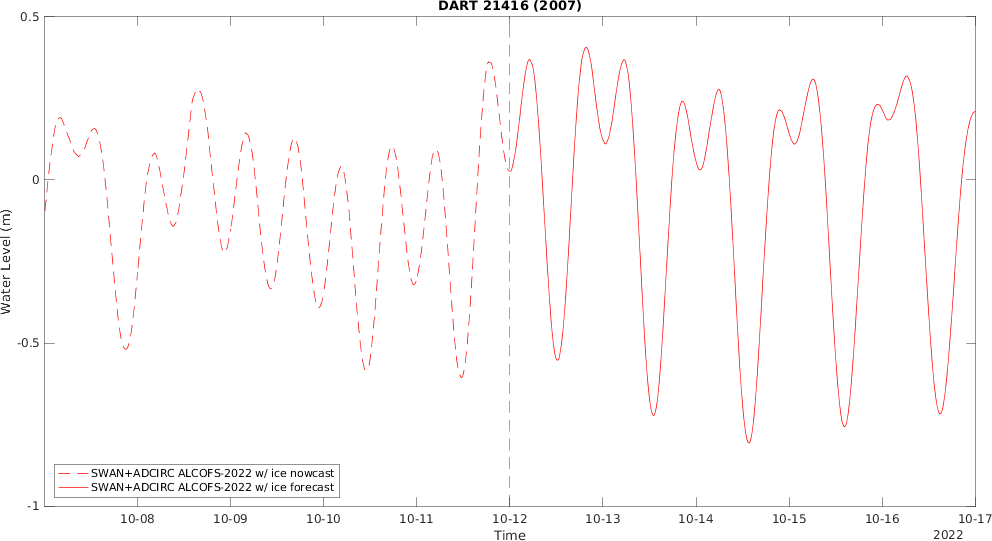 DART 21416 (2007)
0.5
0
-0.5
-1
Water Level (m)
SWAN+ADCIRC ALCOFS-2022 w/ ice nowcast
SWAN+ADCIRC ALCOFS-2022 w/ ice forecast
10-08 10-09 10-10 10-11 10-12 10-13 10-14 10-15 10-16 10-17
Time
2022